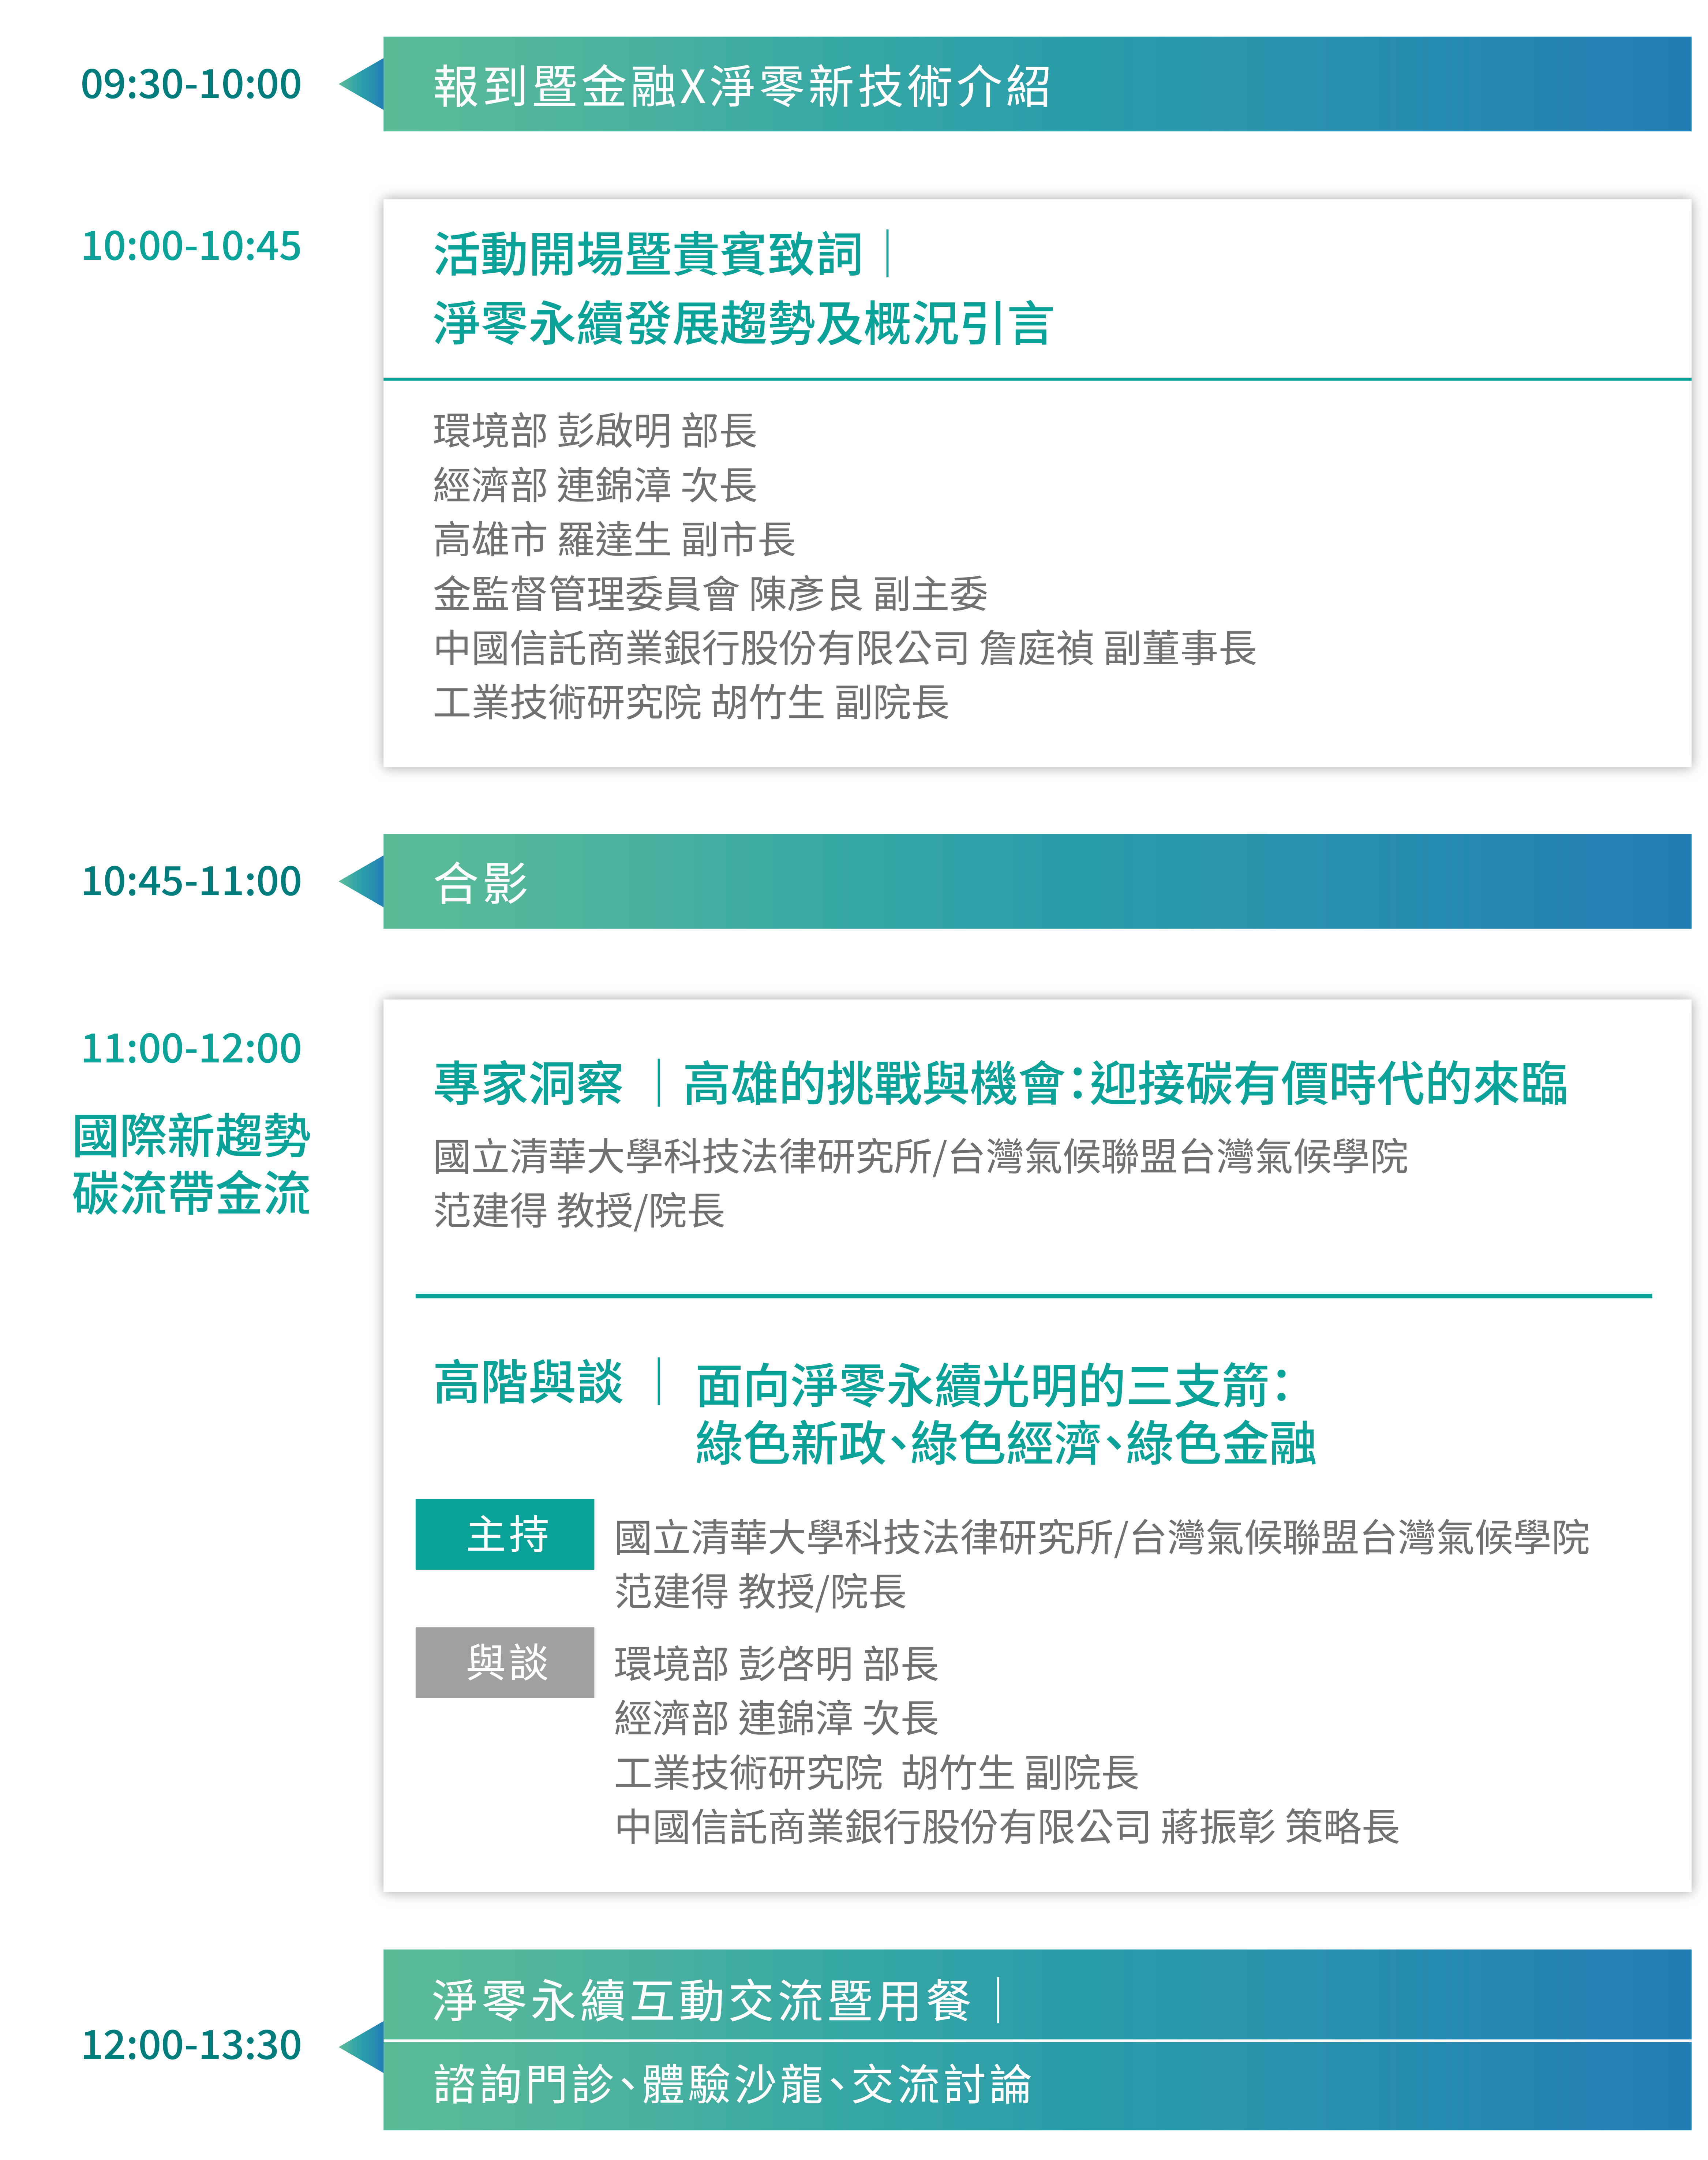 09:30-10:00
報到暨金融X淨零新技術介紹
10:00-10:45
活動開場暨貴賓致詞｜
淨零永續發展趨勢及概況引言
環境部 彭啟明 部長
經濟部 連錦漳 次長
高雄市 羅達生 副市長
金監督管理委員會 陳彥良 副主委
中國信託商業銀行股份有限公司 詹庭禎 副董事長
工業技術研究院 胡竹生 副院長
10:45-11:00
合影
11:00-12:00
國際新趨勢
碳流帶金流
專家洞察｜高雄的挑戰與機會：迎接碳有價時代的來臨
國立清華大學科技法律研究所/台灣氣候聯盟台灣氣候學院
范建得 教授/院長
高階與談｜面向淨零永續光明的三支箭：
綠色新政、綠色經濟、綠色金融
主持
國立清華大學科技法律研究所/台灣氣候聯盟台灣氣候學院
范建得 教授/院長
與談
環境部 彭啓明 部長
經濟部 連錦漳 次長
工業技術研究院 胡竹生 副院長
中國信託商業銀行股份有限公司 蔣振彰 策略長
12:00-13:30
淨零永續互動交流暨用餐｜
諮詢門診、體驗沙龍、交流討論